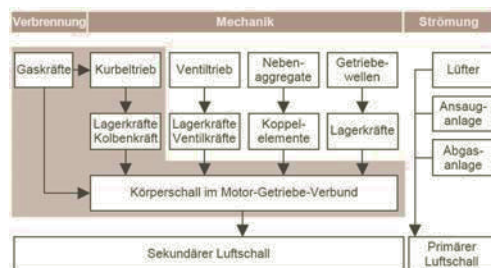 Verbrennung
Mechanik
Strömung
Gaskräfte
Kurbeltrieb
Ventiltrieb
Neben-
aggregate
Getriebe-
wellen
Lüfter
Lagerkräfte
Kolbenkraft
Lagerkräfte
Ventilkräfte
Koppel-
elemente
Lagerkräfte
Ansaug-
anlage
Abgas-
anlage
Körperschall im Motor-Getriebe-Verbund
Sekundärer Luftschall
Primärer
Luftschall